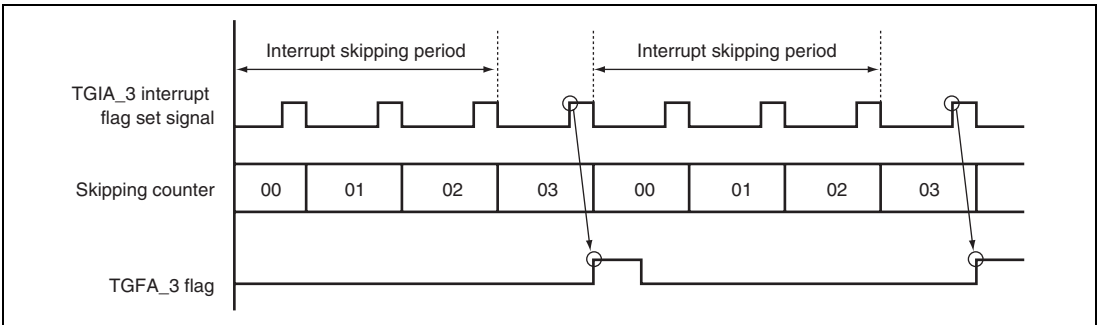 Interrupt skipping period Interrupt skipping period
TGIA_3 interrupt
flag set signal
Skipping counter 00 01 02 03 00 01 02 03
TGFA_3 flag